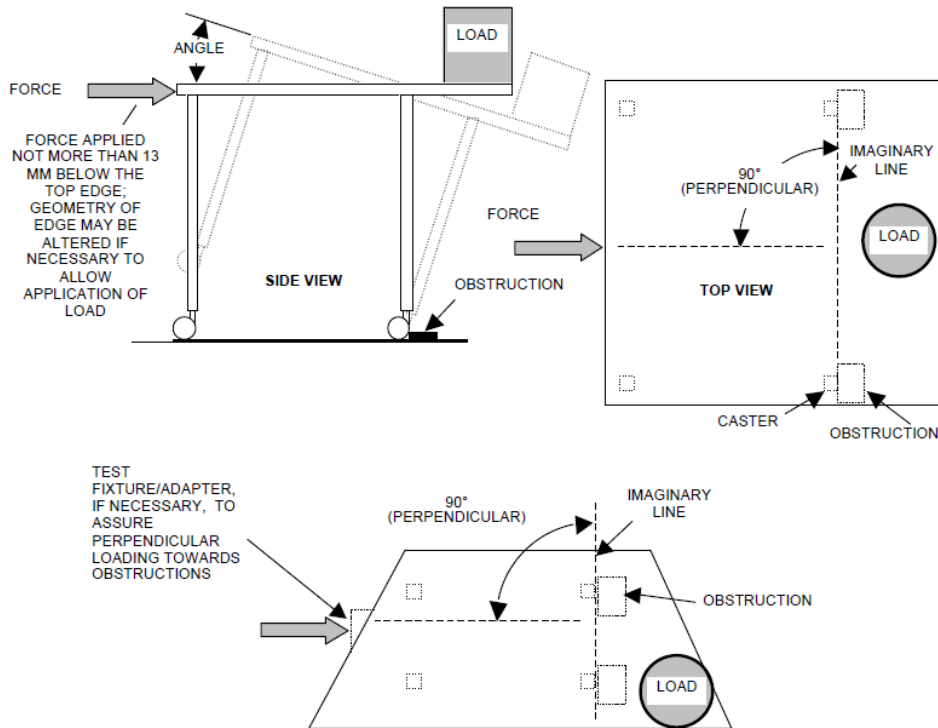 ANGLE
LOAD
FORCE
FORCE APPLIED
NOT MORE THAN 13
MM BELOW THE
TOP EDGE;
GEOMETRY OF
EDGE MAY BE
ALTERED IF
NECESSARY TO
ALLOW
APPLICATION OF
LOAD
SIDE VIEW
OBSTRUCTION
FORCE
90°
(PERPENDICULAR)
IMAGINARY
LINE
LOAD
TOP VIEW
CASTER
OBSTRUCTION
TEST
FIXTURE/ADAPTER,
IF NECESSARY, TO
ASSURE
PERPENDICULAR
LOADING TOWARDS
OBSTRUCTIONS
90°
(PERPENDICULAR)
IMAGINARY
LINE
OBSTRUCTION
LOAD